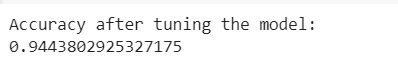 Accuracy after tuning the model:
0.9443802925327175